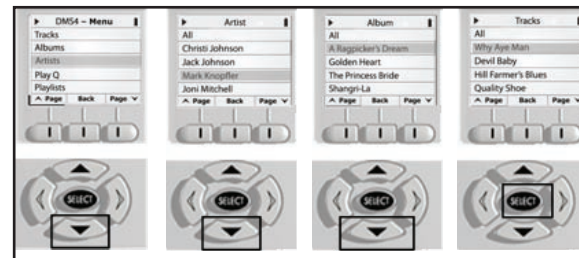 DMS4 – Menu
Tracks
Albums
Artists
Play Q
Playlists
^ Page Back Page ˅
SELECT
Artist
All
Christi Johnson
Jack Johnson
Mark Knopfler
Joni Mitchell
^ Page Back Page ˅
SELECT
Album
All
A Ragpicker's Dream
Golden Heart
The Princess Bride
Shangri-La
^ Page Back Page ˅
SELECT
Tracks
All
Why Aye Man
Devil Baby
Hill Farmer's Blues
Quality Shoe
^ Page Back Page ˅
SELECT